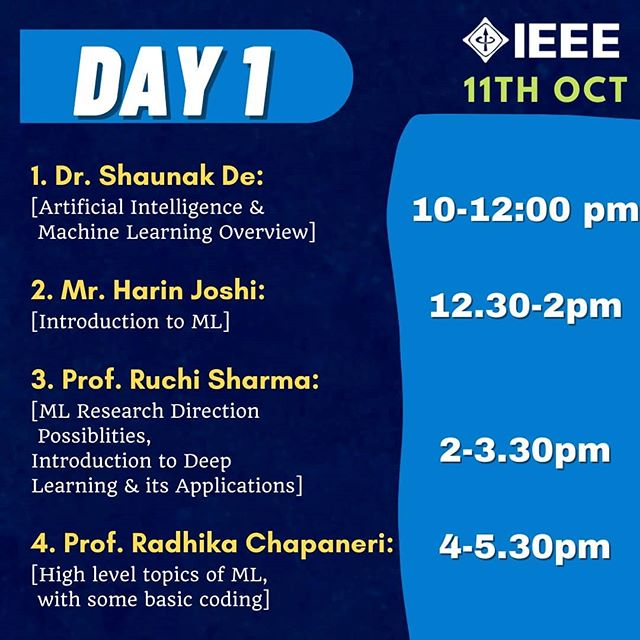 DAY 1
IEEE
11TH OCT
1. Dr. Shaunak De:
[Artificial Intelligence &
Machine Learning Overview]
10-12:00 pm
2. Mr. Harin Joshi:
[Introduction to ML]
12.30-2pm
3. Prof. Ruchi Sharma:
[ML Research Direction
Possiblities,
Introduction to Deep
Learning & its Applications]
2-3.30pm
4. Prof. Radhika Chapaneri:
[High level topics of ML,
with some basic coding]
4-5.30pm